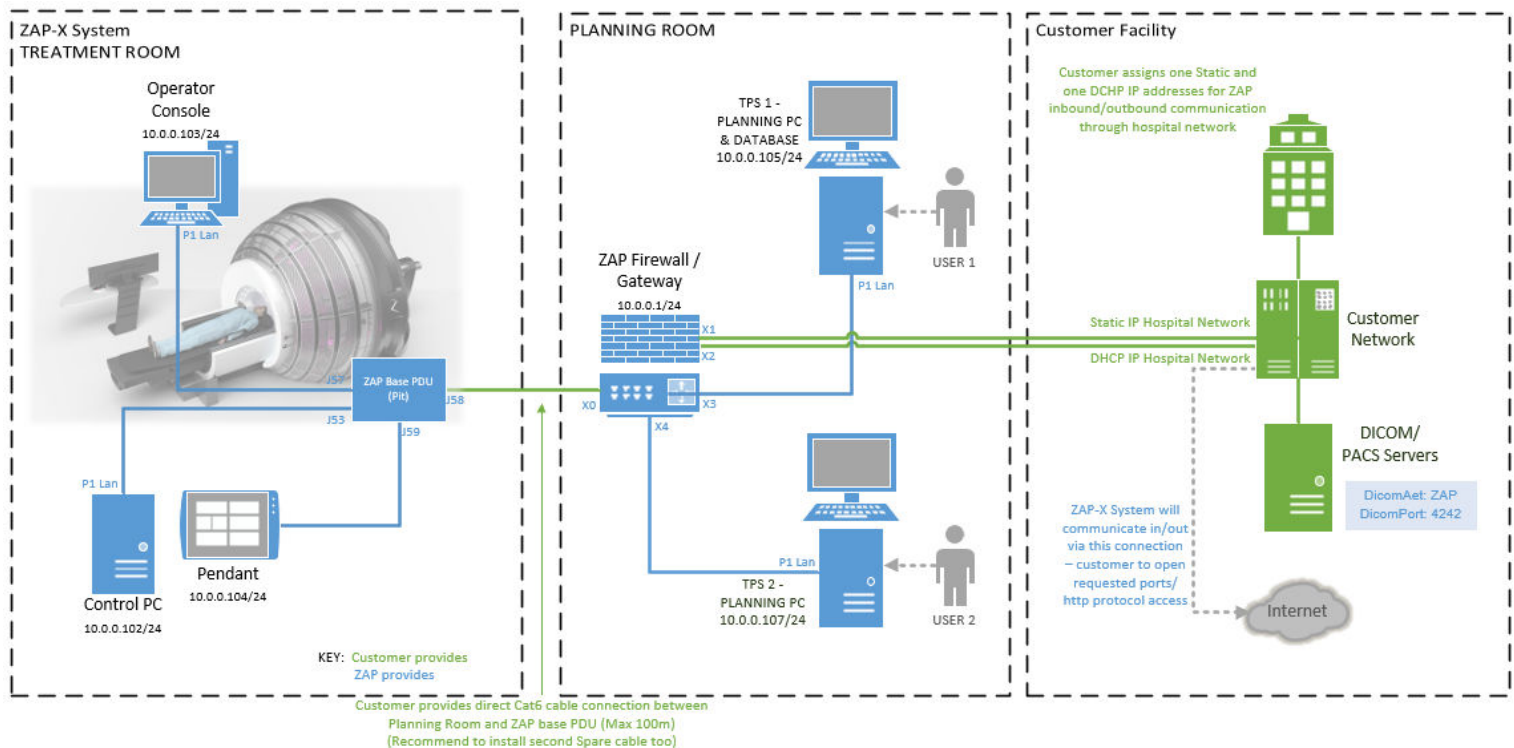 ZAP-X System
TREATMENT ROOM
Operator
Console
10.0.0.103/24
P1 Lan
J57
ZAP Base PDU
(Pit)
J58
J53
J59
P1 Lan
Control PC
10.0.0.102/24
Pendant
10.0.0.104/24
KEY: Customer provides
ZAP provides
Customer provides direct Cat6 cable connection between
Planning Room and ZAP base PDU (Max 100m)
(Recommend to install second Spare cable too)
PLANNING ROOM
TPS 1 -
PLANNING PC
& DATABASE
10.0.0.105/24
USER 1
P1 Lan
ZAP Firewall /
Gateway
10.0.0.1/24
X1
X2
X0
X3
X4
P1 Lan
TPS 2 -
PLANNING PC
10.0.0.107/24
USER 2
Customer Facility
Customer assigns one Static and
one DCHP IP addresses for ZAP
inbound/outbound communication
through hospital network
Static IP Hospital Network
DHCP IP Hospital Network
Customer
Network
DICOM/
PACS Servers
DicomAet: ZAP
DicomPort: 4242
ZAP-X System will
communicate in/out
via this connection
– customer to open
requested ports/
http protocol access
Internet